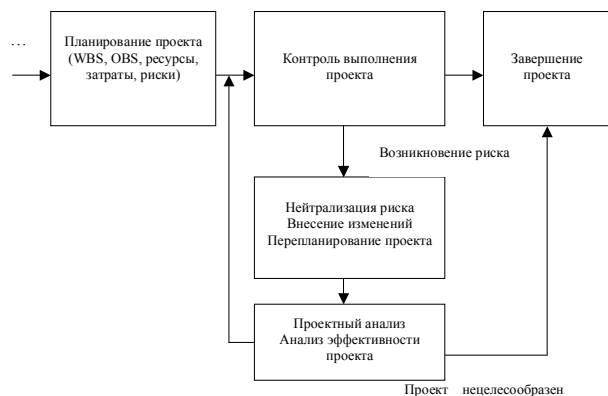 …
Планирование проекта
(WBS, OBS, ресурсы,
затраты, риски)
Контроль выполнения
проекта
Завершение
проекта
Возникновение риска
Нейтрализация риска
Внесение изменений
Перепланирование проекта
Проектный анализ
Анализ эффективности
проекта
Проект нецелесообразен